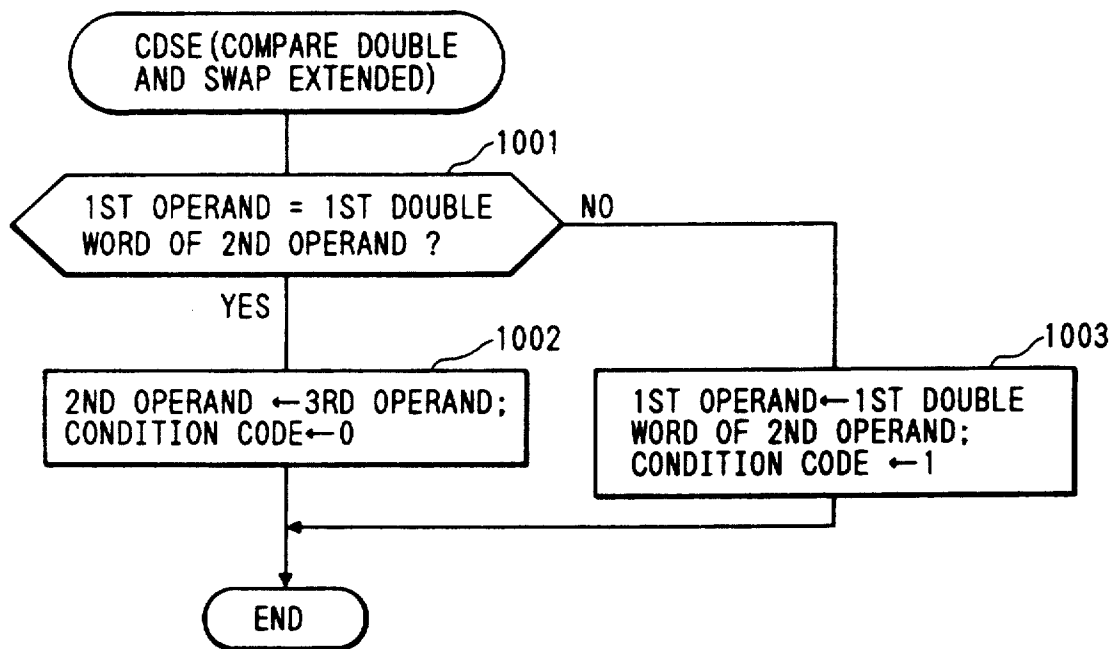 CDSE(COMPARE DOUBLE
AND SWAP EXTENDED)
1001
1ST OPERAND = 1ST DOUBLE
WORD OF 2ND OPERAND ?
NO
YES
1002
2ND OPERAND ←3RD OPERAND;
CONDITION CODE←0
1003
1ST OPERAND←1ST DOUBLE
WORD OF 2ND OPERAND;
CONDITION CODE ←1
END